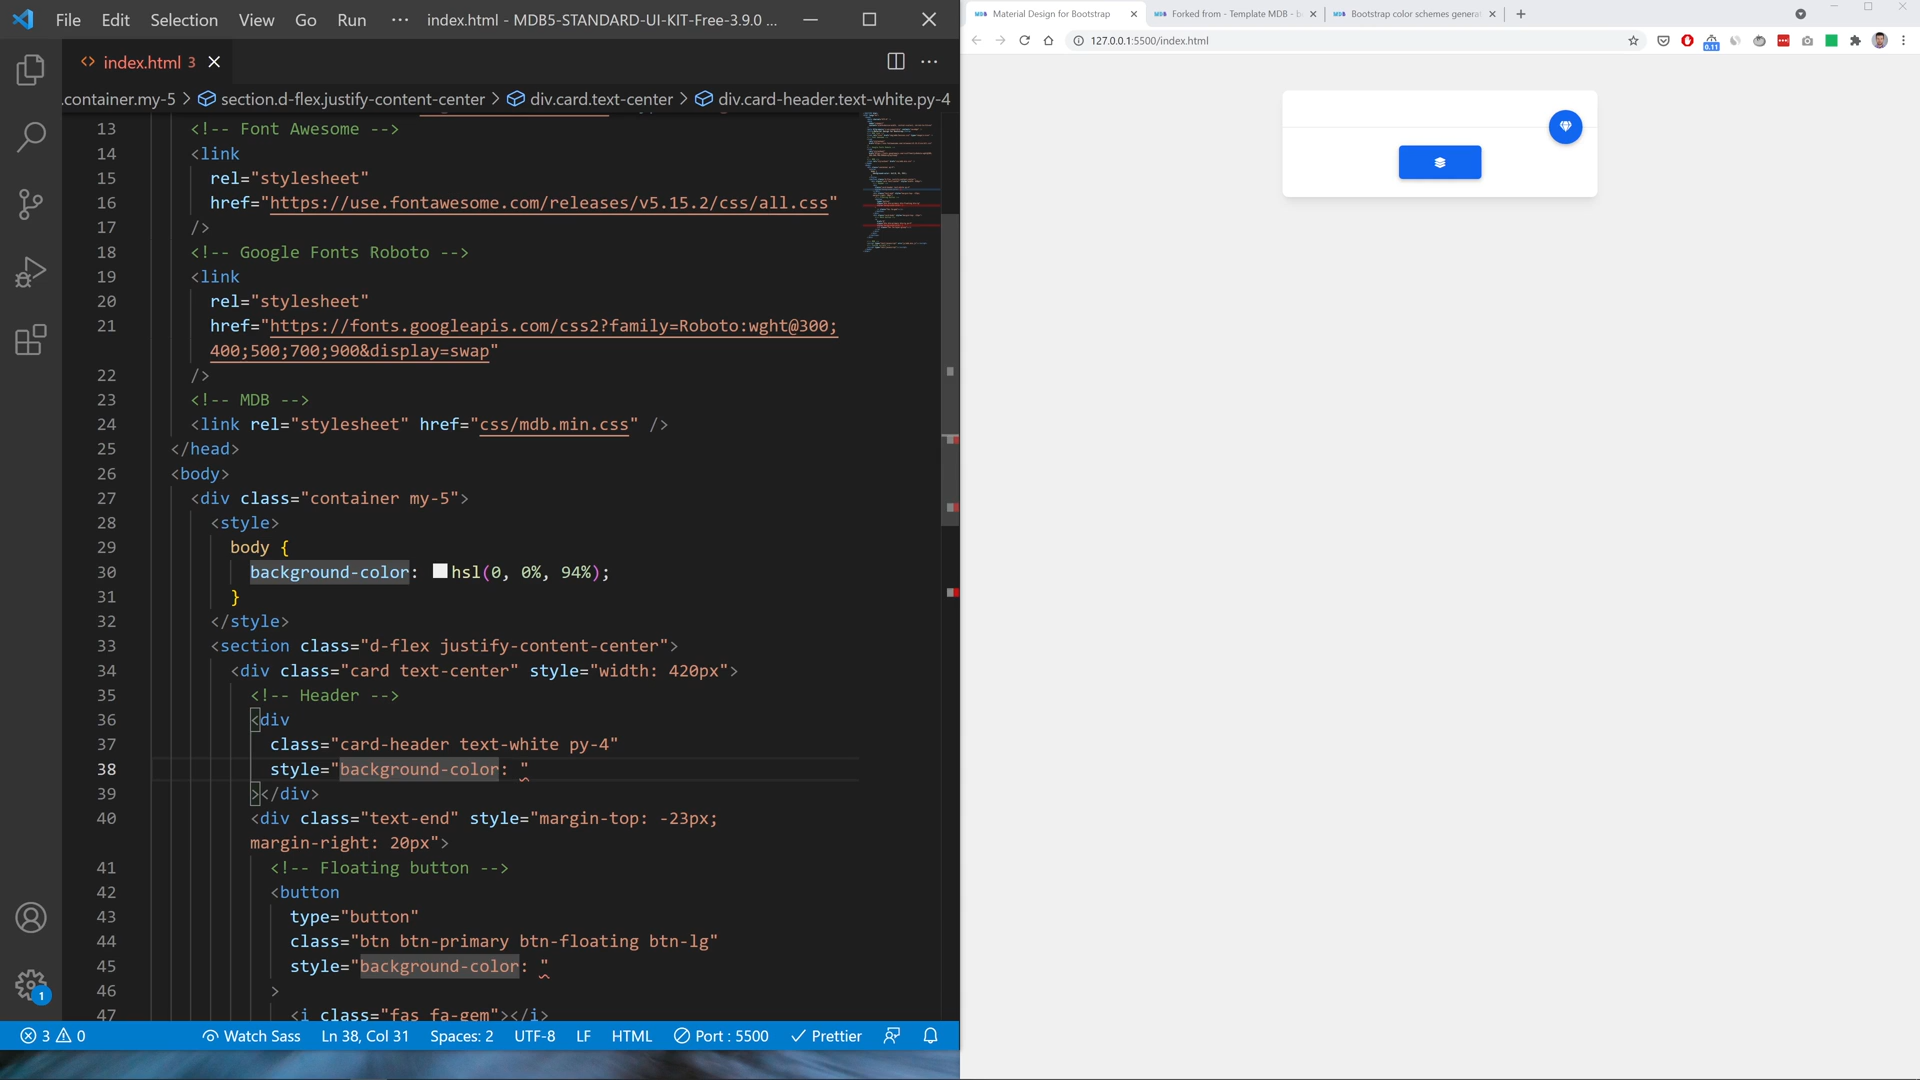 File Edit Selection View Go Run ··· index.html - MDB5-STANDARD-UI-KIT-Free-3.9.0 ...
index.html 3
.container.my-5 > section.d-flex.justify-content-center > div.card.text-center > div.card-header.text-white.py-4
13 <!-- Font Awesome -->
14 <link
15 rel="stylesheet"
16 href="https://use.fontawesome.com/releases/v5.15.2/css/all.css"
17 />
18 <!-- Google Fonts Roboto -->
19 <link
20 rel="stylesheet"
21 href="https://fonts.googleapis.com/css2?family=Roboto:wght@300;
400;500;700;900&display=swap"
22 />
23 <!-- MDB -->
24 <link rel="stylesheet" href="css/mdb.min.css" />
25 </head>
26 <body>
27 <div class="container my-5">
28 <style>
29 body {
30 background-color: hsl(0, 0%, 94%);
31 }
32 </style>
33 <section class="d-flex justify-content-center">
34 <div class="card text-center" style="width: 420px">
35 <!-- Header -->
36 <div
37 class="card-header text-white py-4"
38 style="background-color: "
39 ></div>
40 <div class="text-end" style="margin-top: -23px;
margin-right: 20px">
41 <!-- Floating button -->
42 <button
43 type="button"
44 class="btn btn-primary btn-floating btn-lg"
45 style="background-color: "
46 >
47 <i class="fas fa-gem"></i>
1
3 0 Watch Sass Ln 38, Col 31 Spaces: 2 UTF-8 LF HTML Port : 5500 Prettier
Material Design for Bootstrap Forked from - Template MDB - b Bootstrap color schemes genera
127.0.0.1:5500/index.html
0.11